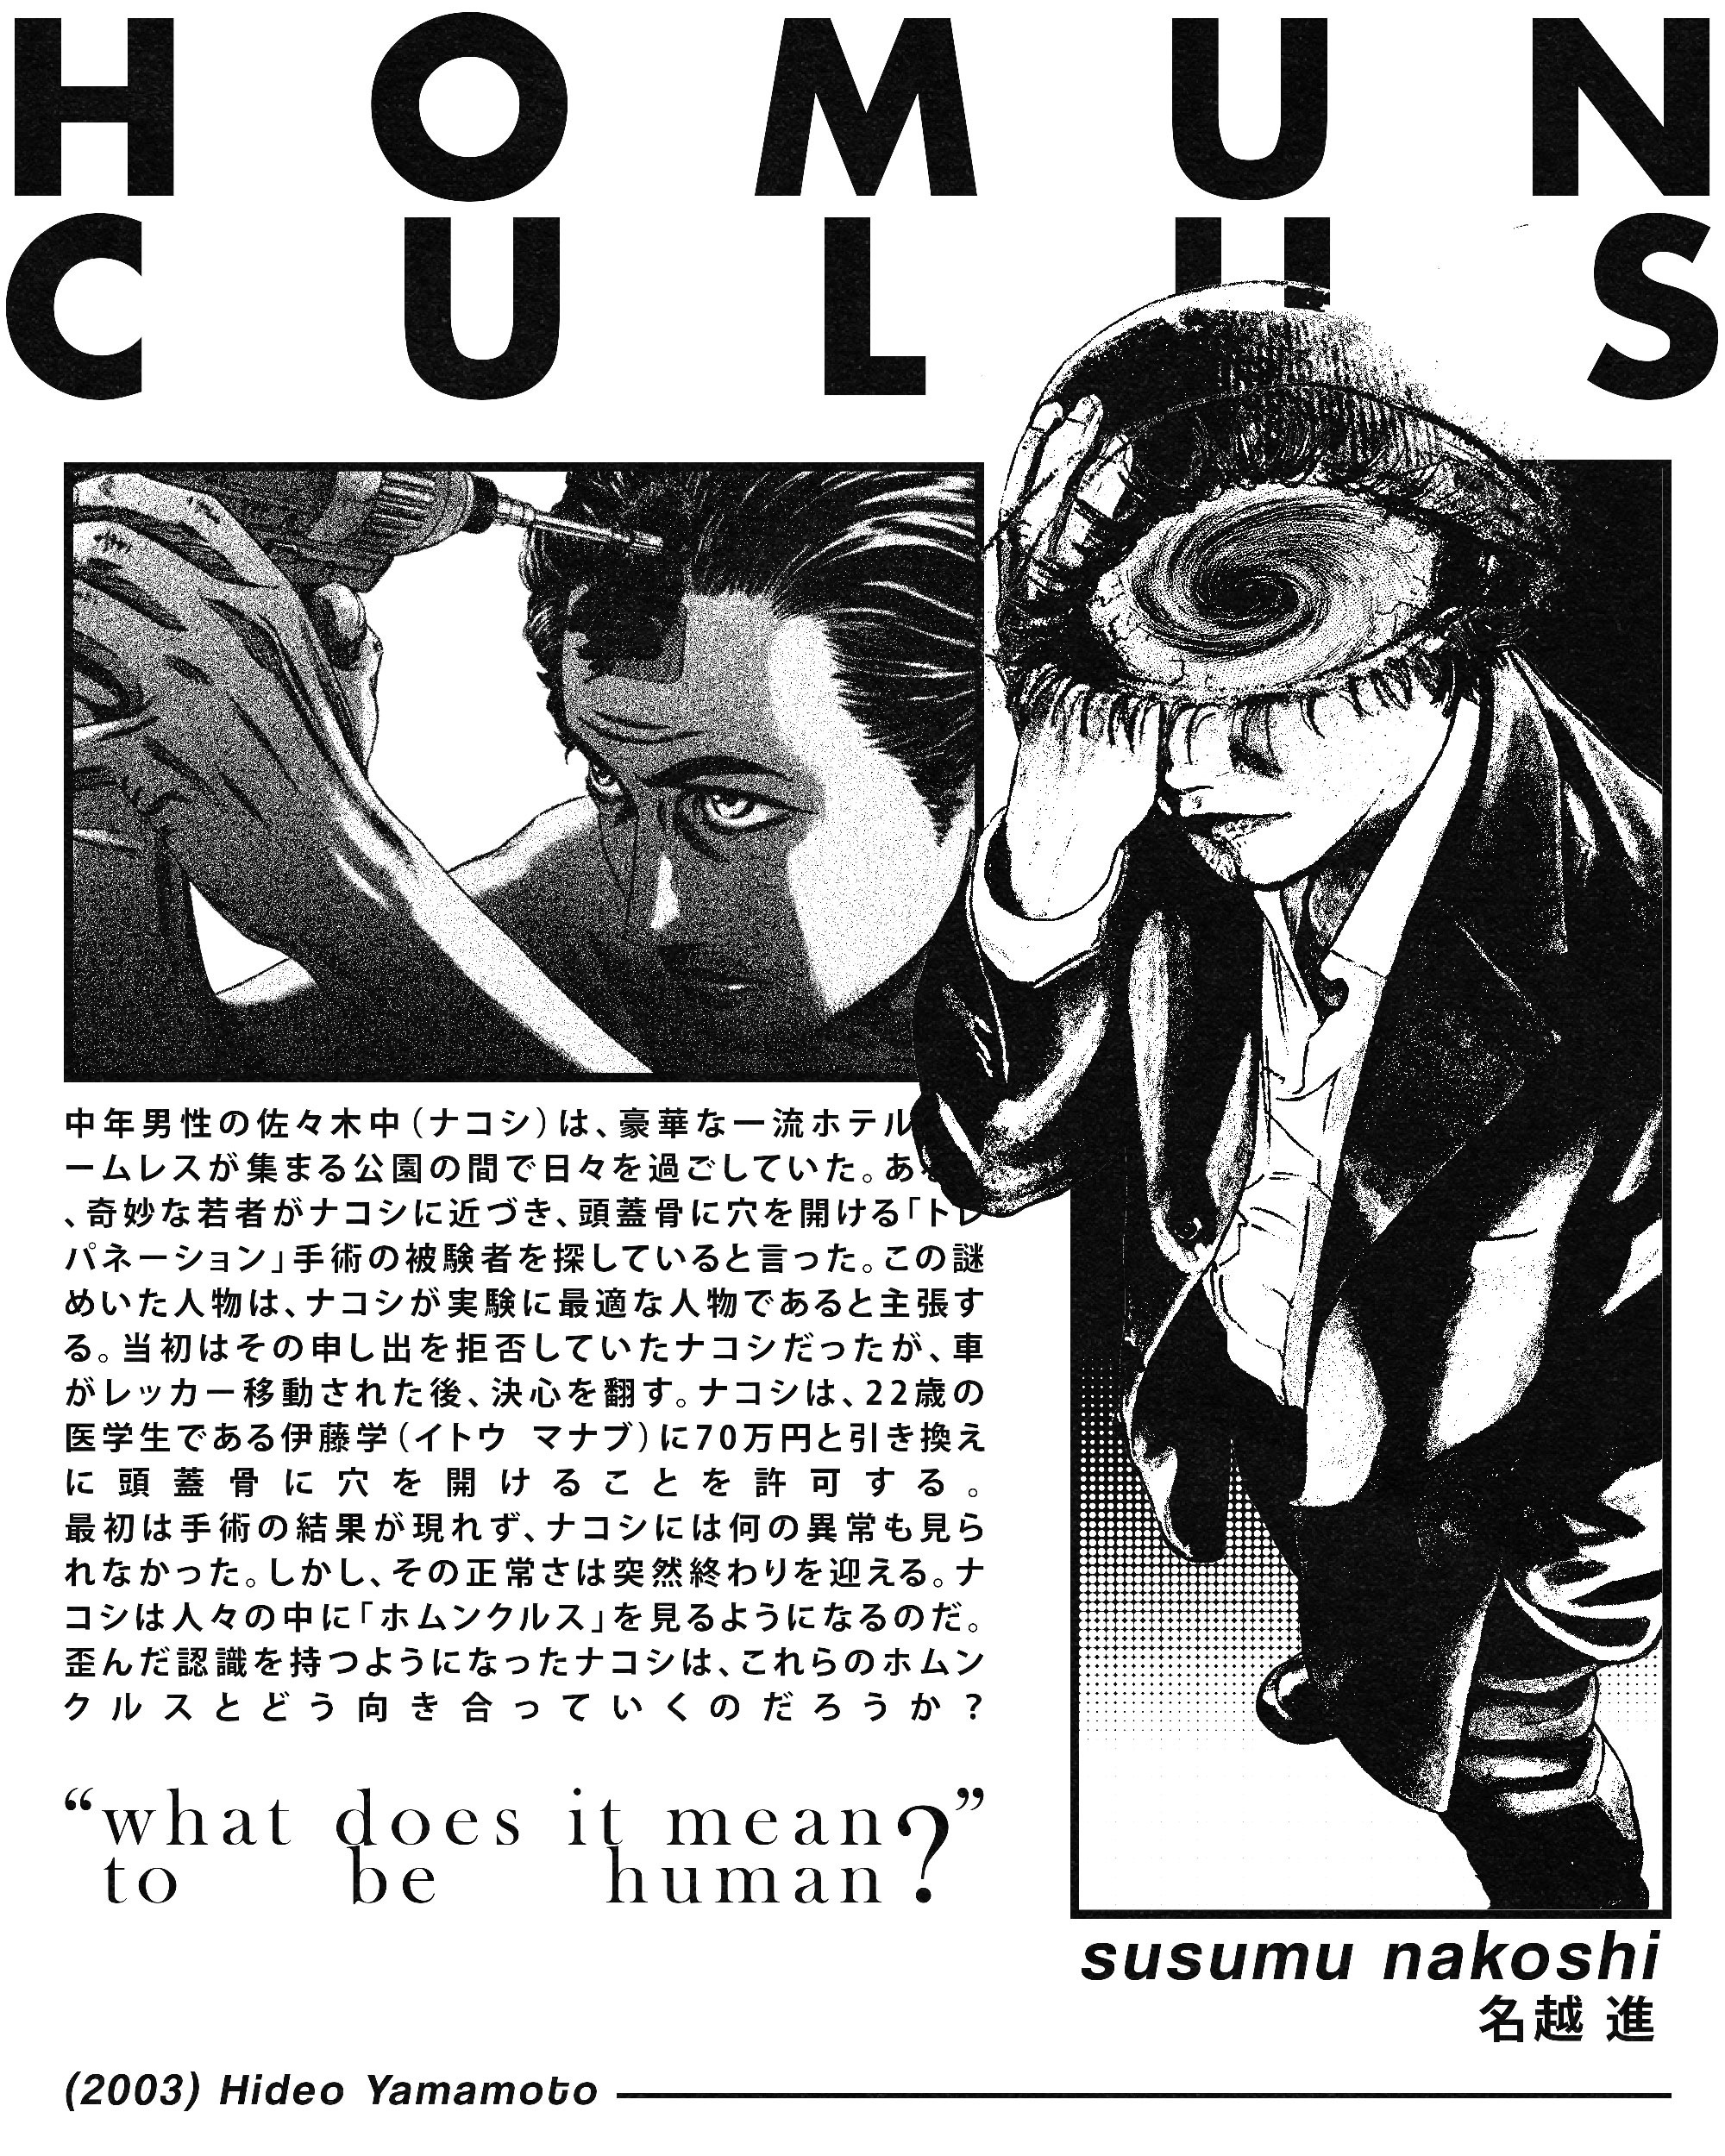 HOMUN
CULUS
中年男性の佐々木中（ナコシ）は、豪華な一流ホテル
ームレスが集まる公園の間で日々を過ごしていた。あ
、奇妙な若者がナコシに近づき、頭蓋骨に穴を開ける「トレ
パネーション」手術の被験者を探していると言った。この謎
めいた人物は、ナコシが実験に最適な人物であると主張す
る。当初はその申し出を拒否していたナコシだったが、車
がレッカー移動された後、決心を翻す。ナコシは、22歳の
医学生である伊藤学（イトウ マナブ）に70万円と引き換え
に頭蓋骨に穴を開けることを許可する。
最初は手術の結果が現れず、ナコシには何の異常も見ら
れなかった。しかし、その正常さは突然終わりを迎える。ナ
コシは人々の中に「ホムンクルス」を見るようになるのだ。
歪んだ認識を持つようになったナコシは、これらのホムン
クルスとどう向き合っていくのだろうか？
“what does it mean
to be human?”
susumu nakoshi
名越 進
(2003) Hideo Yamamoto